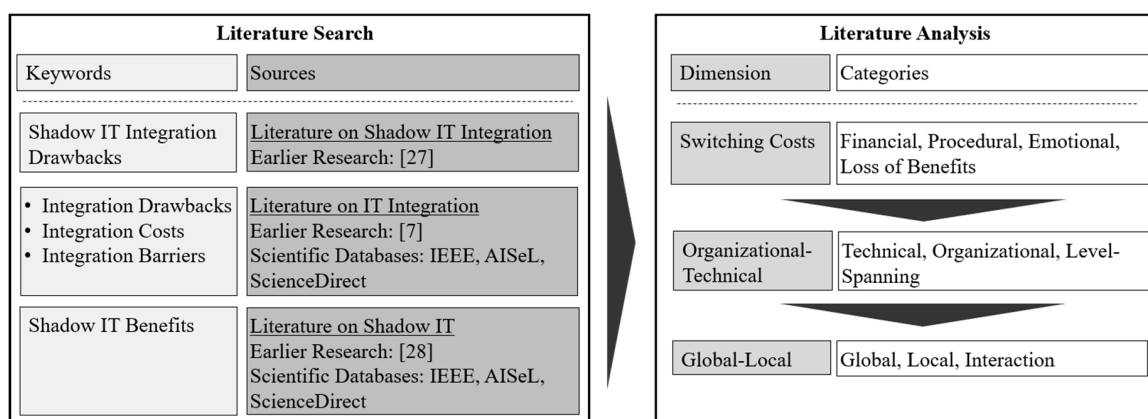 Literature Search
Keywords
Sources
Shadow IT Integration
Drawbacks
Literature on Shadow IT Integration
Earlier Research: [27]
• Integration Drawbacks
• Integration Costs
• Integration Barriers
Literature on IT Integration
Earlier Research: [7]
Scientific Databases: IEEE, AISeL,
ScienceDirect
Shadow IT Benefits
Literature on Shadow IT
Earlier Research: [28]
Scientific Databases: IEEE, AISeL,
ScienceDirect
Literature Analysis
Dimension
Categories
Switching Costs
Financial, Procedural, Emotional,
Loss of Benefits
Organizational-
Technical
Technical, Organizational, Level-
Spanning
Global-Local
Global, Local, Interaction